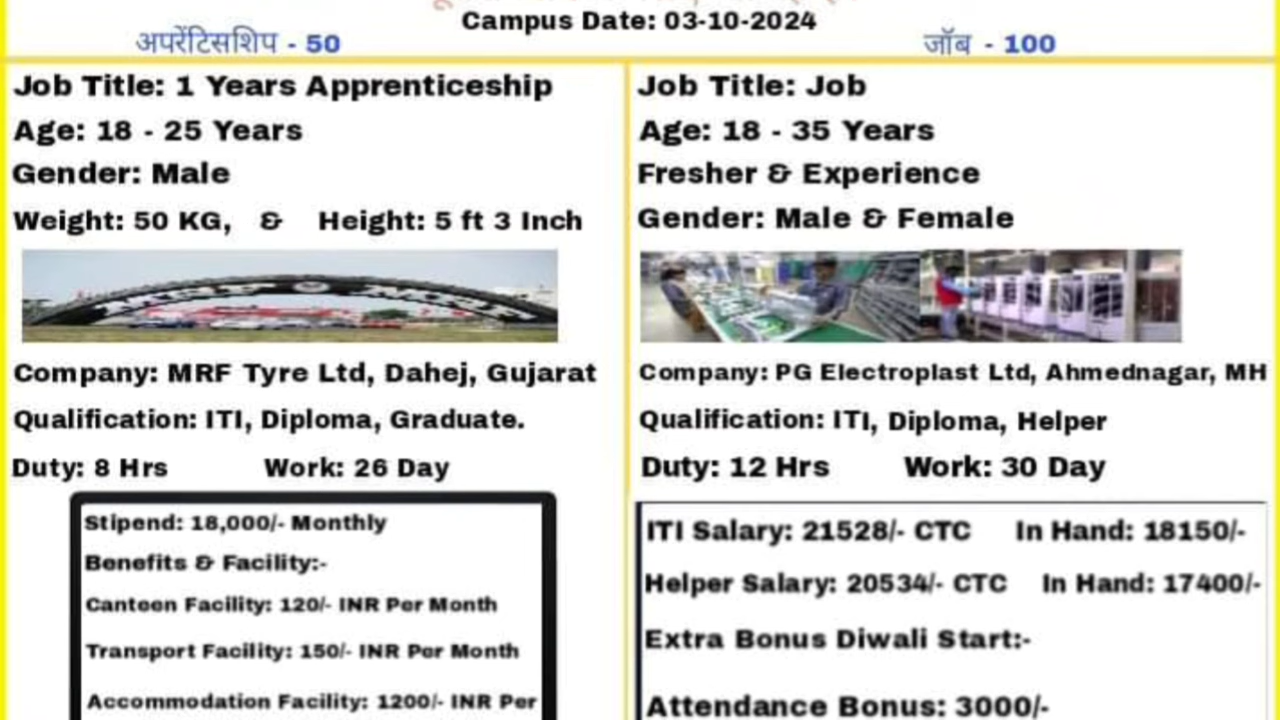 Campus Date: 03-10-2024
अपरेंटिसशिप - 50
जॉब - 100
Job Title: 1 Years Apprenticeship
Age: 18 - 25 Years
Gender: Male
Weight: 50 KG, & Height: 5 ft 3 Inch
Company: MRF Tyre Ltd, Dahej, Gujarat
Qualification: ITI, Diploma, Graduate.
Duty: 8 Hrs Work: 26 Day
Stipend: 18,000/- Monthly
Benefits & Facility:-
Canteen Facility: 120/- INR Per Month
Transport Facility: 150/- INR Per Month
Accommodation Facility: 1200/- INR Per
Job Title: Job
Age: 18 - 35 Years
Fresher & Experience
Gender: Male & Female
Company: PG Electroplast Ltd, Ahmednagar, MH
Qualification: ITI, Diploma, Helper
Duty: 12 Hrs Work: 30 Day
ITI Salary: 21528/- CTC In Hand: 18150/-
Helper Salary: 20534/- CTC In Hand: 17400/-
Extra Bonus Diwali Start:-
Attendance Bonus: 3000/-